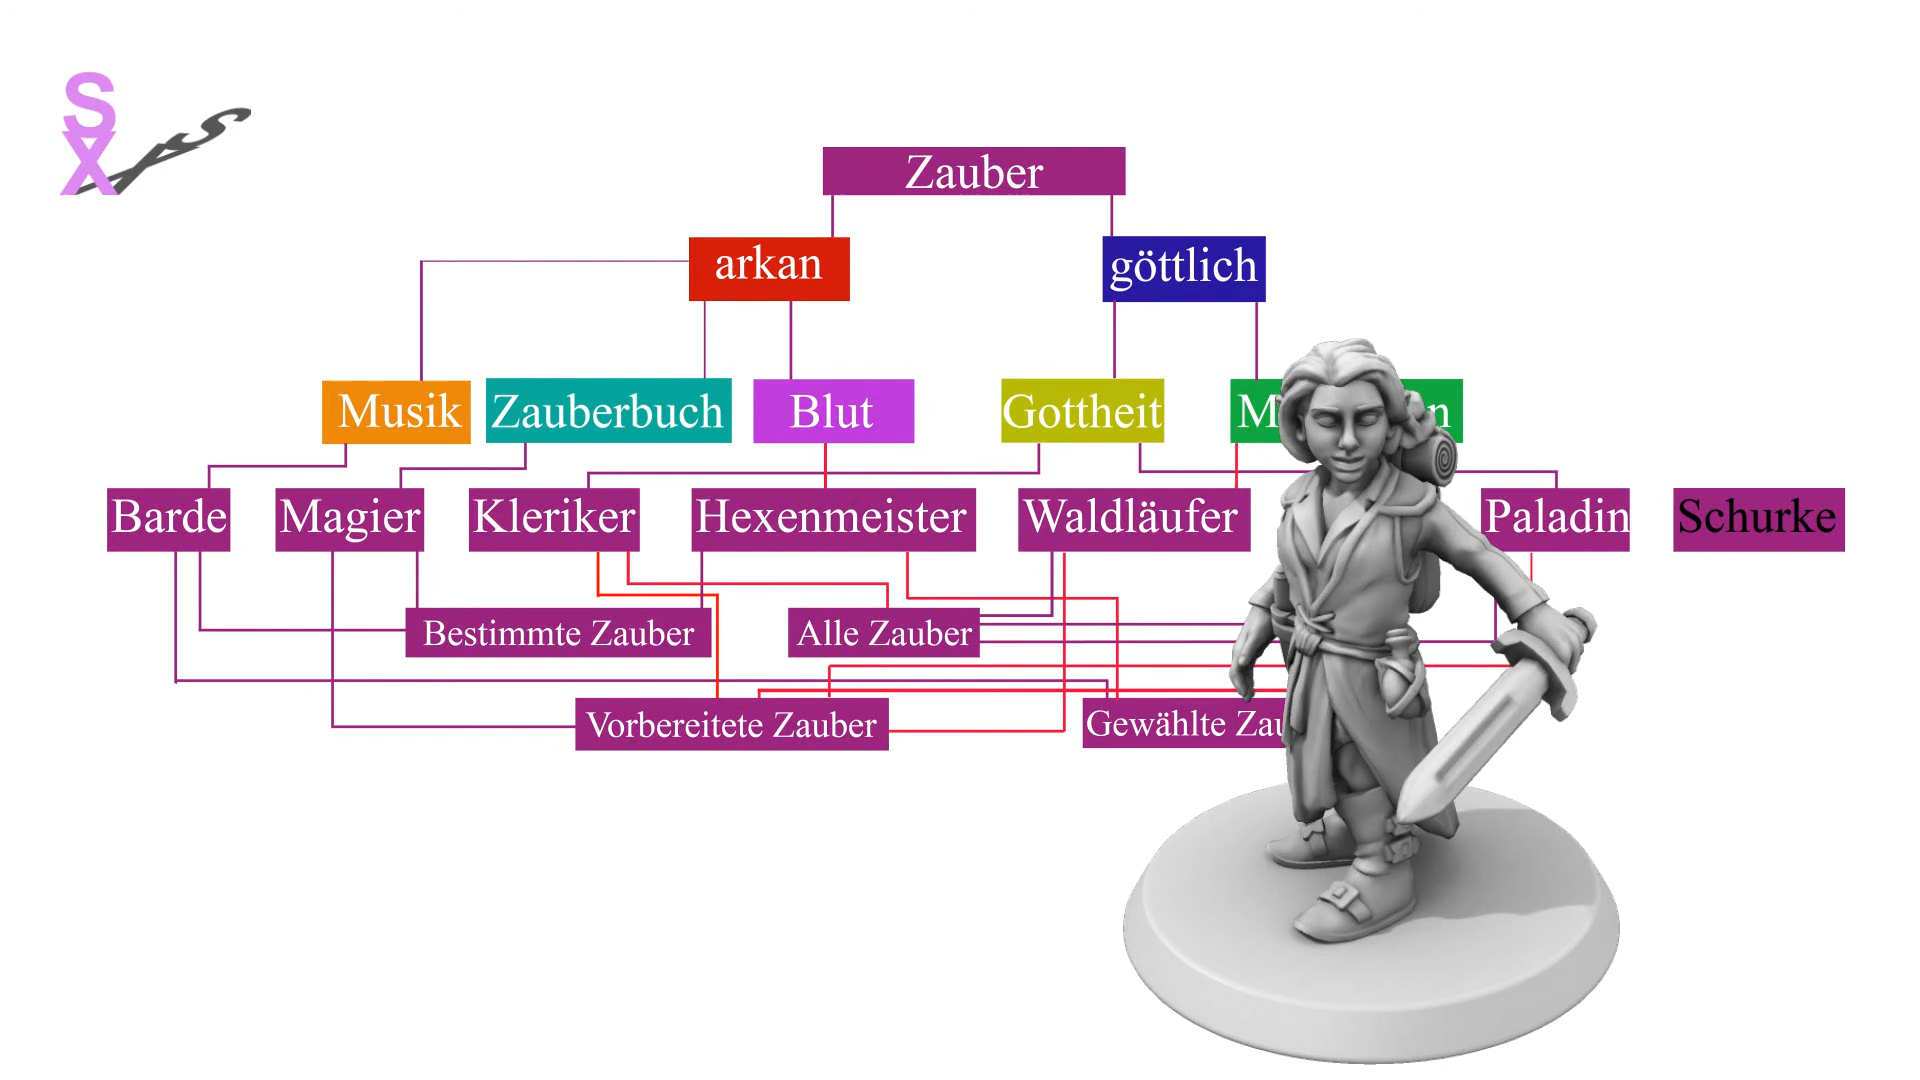 S
X
Zauber
arkan
göttlich
Musik
Zauberbuch
Blut
Gottheit
Barde
Magier
Kleriker
Hexenmeister
Waldläufer
Paladin
Schurke
Bestimmte Zauber
Alle Zauber
Vorbereitete Zauber
Gewählte